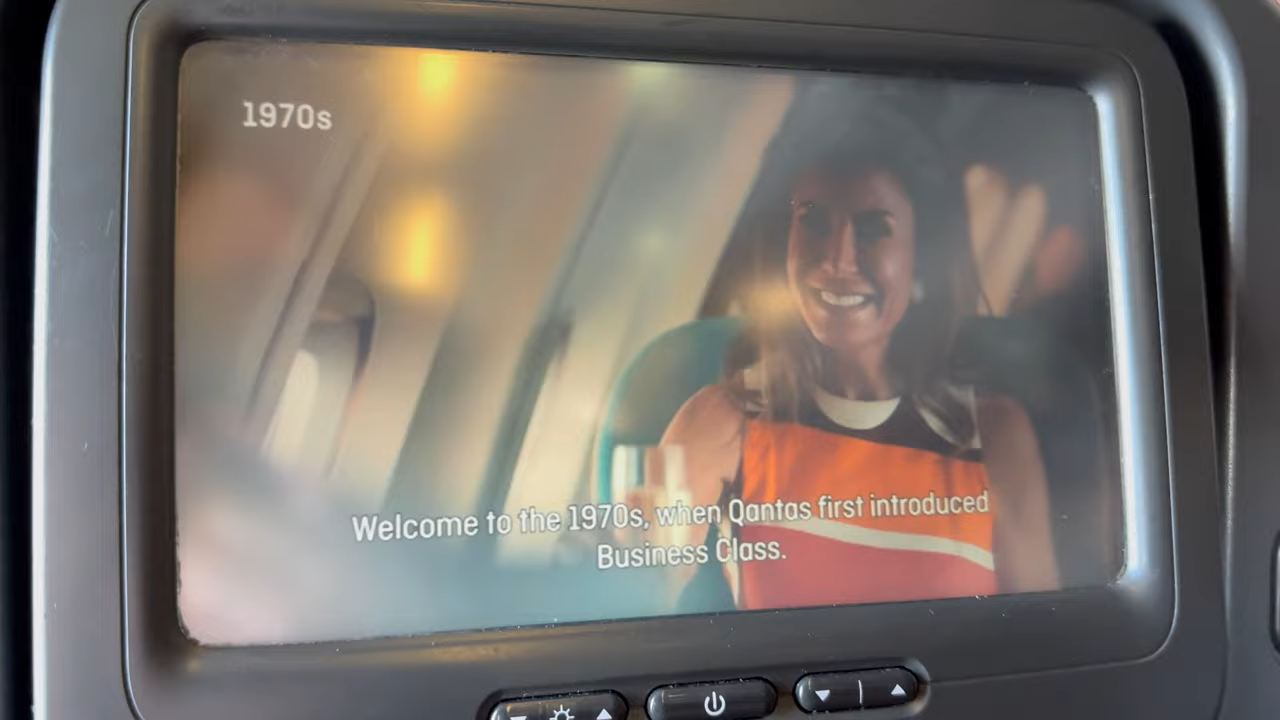 1970s
Welcome to the 1970s, when Qantas first introduced
Business Class.